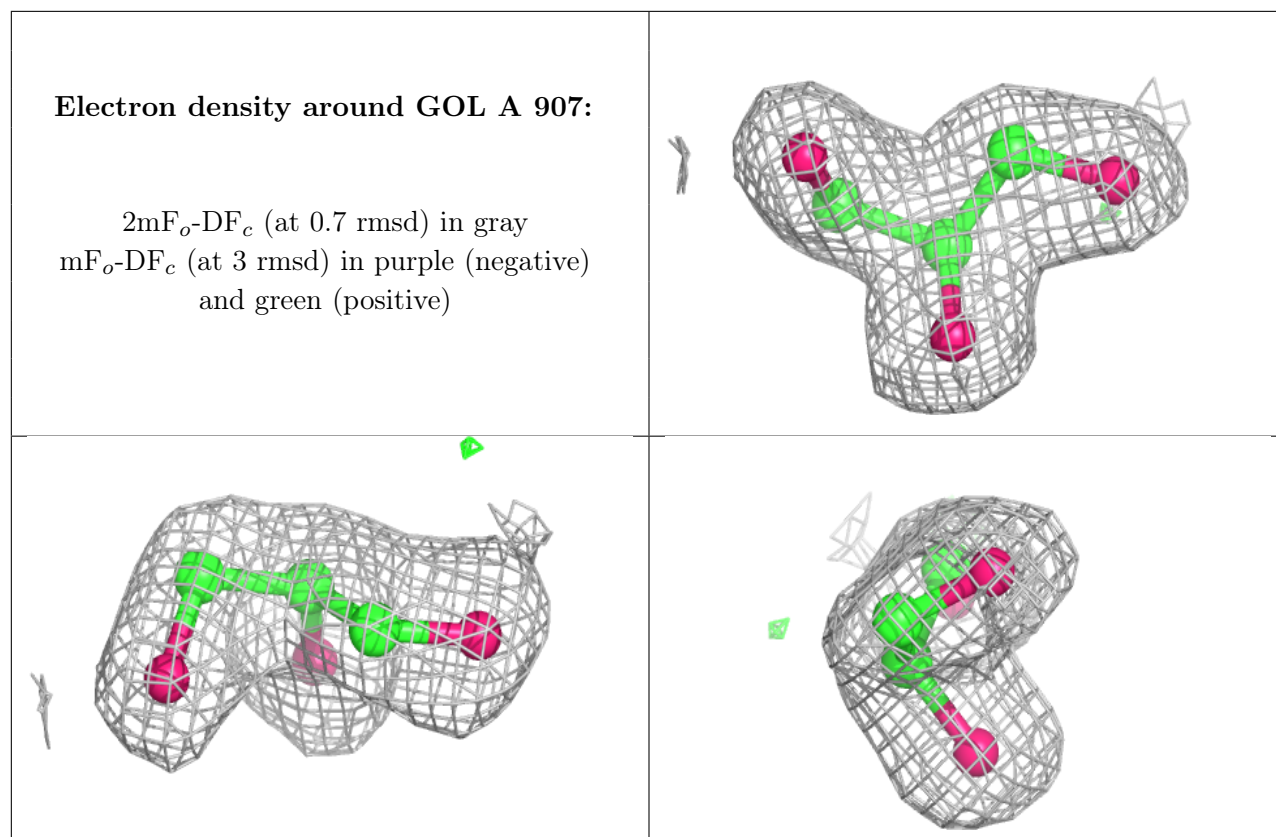 Electron density around GOL A 907:
2mFo-DFc (at 0.7 rmsd) in gray
mFo-DFc (at 3 rmsd) in purple (negative)
and green (positive)